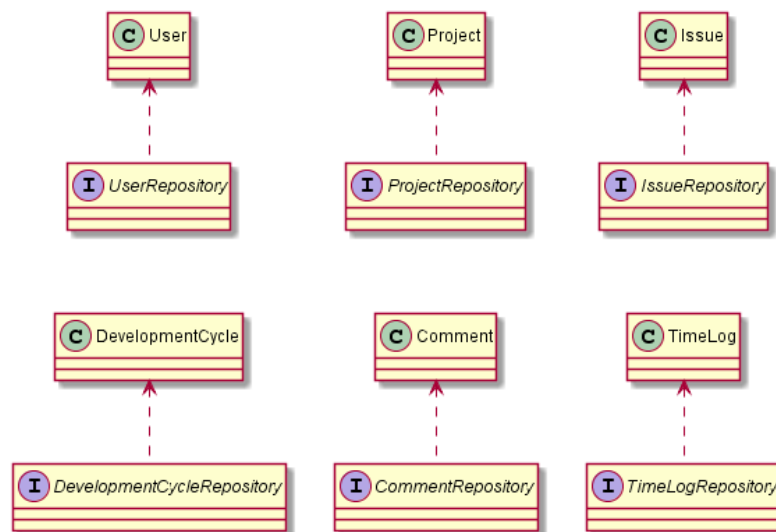 C User
C Project
C Issue
I UserRepository
I ProjectRepository
I IssueRepository
C DevelopmentCycle
C Comment
C TimeLog
I DevelopmentCycleRepository
I CommentRepository
I TimeLogRepository